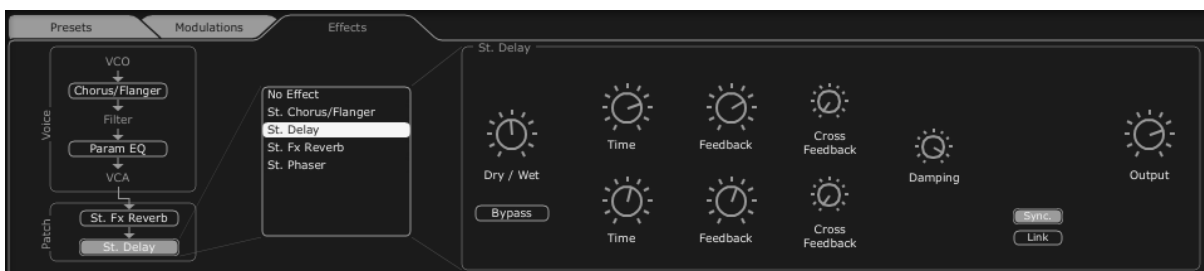 Presets
Modulations
Effects
Voice
VCO
Chorus/Flanger
Filter
Param EQ
VCA
Patch
St. Fx Reverb
St. Delay
No Effect
St. Chorus/Flanger
St. Delay
St. Fx Reverb
St. Phaser
St. Delay
Dry / Wet
Bypass
Time
Feedback
Cross
Feedback
Time
Feedback
Cross
Feedback
Damping
Sync.
Link
Output